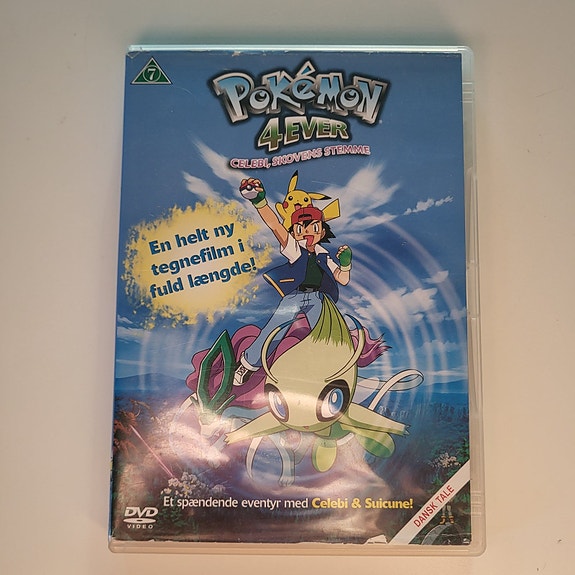 7
POKéMON
4EVER
CELEBI, SKOVENS STEMME
En helt ny
tegnefilm i
fuld længde!
Et spændende eventyr med Celebi & Suicune!
DVD
VIDEO
DANSK TALE